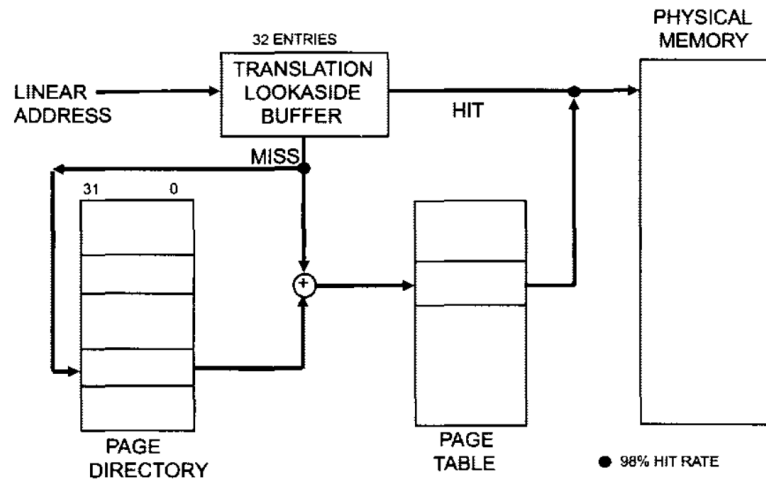 32 ENTRIES
TRANSLATION
LOOKASIDE
BUFFER
PHYSICAL
MEMORY
LINEAR
ADDRESS
HIT
MISS
31 0
+
PAGE
DIRECTORY
PAGE
TABLE
98% HIT RATE